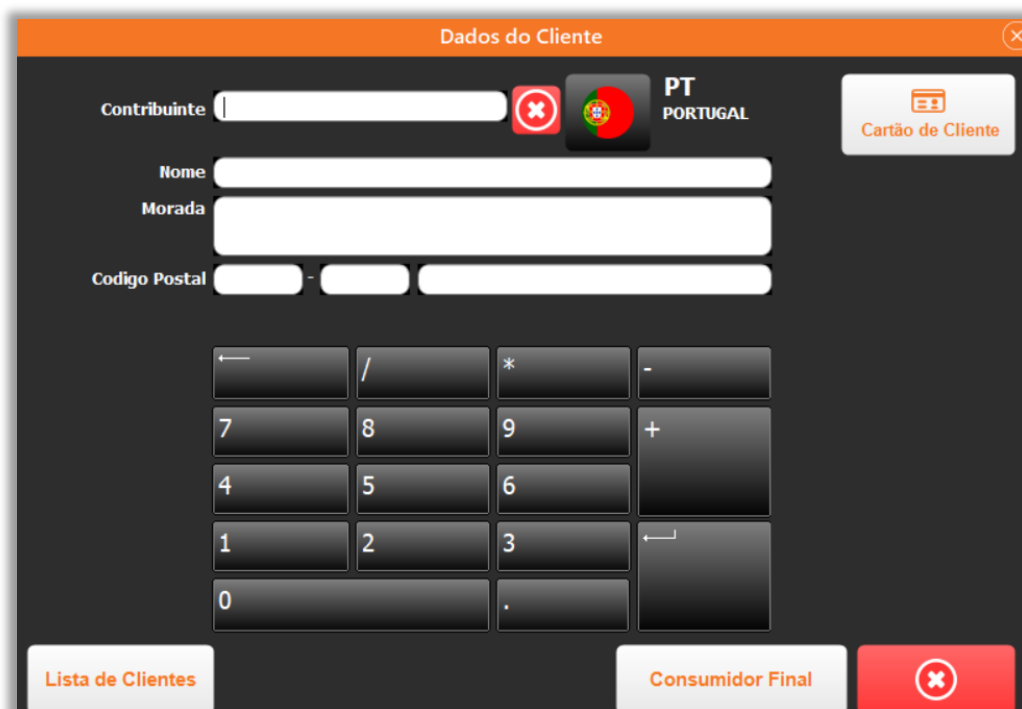 Dados do Cliente
Contribuinte
PT
PORTUGAL
Cartão de Cliente
Nome
Morada
Codigo Postal
-
/ * -
7 8 9 +
4 5 6
1 2 3
0 .
Lista de Clientes
Consumidor Final